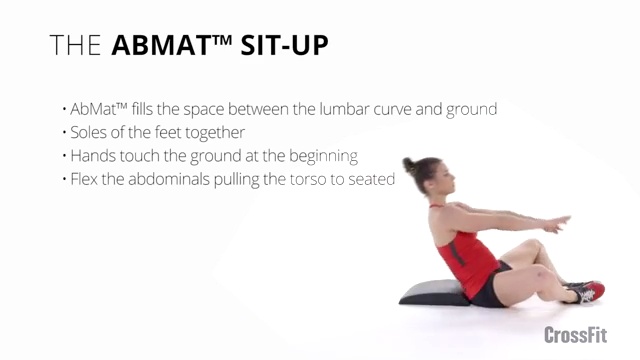 THE ABMAT™ SIT-UP
• AbMat™ fills the space between the lumbar curve and ground
• Soles of the feet together
• Hands touch the ground at the beginning
• Flex the abdominals pulling the torso to seated
CrossFit